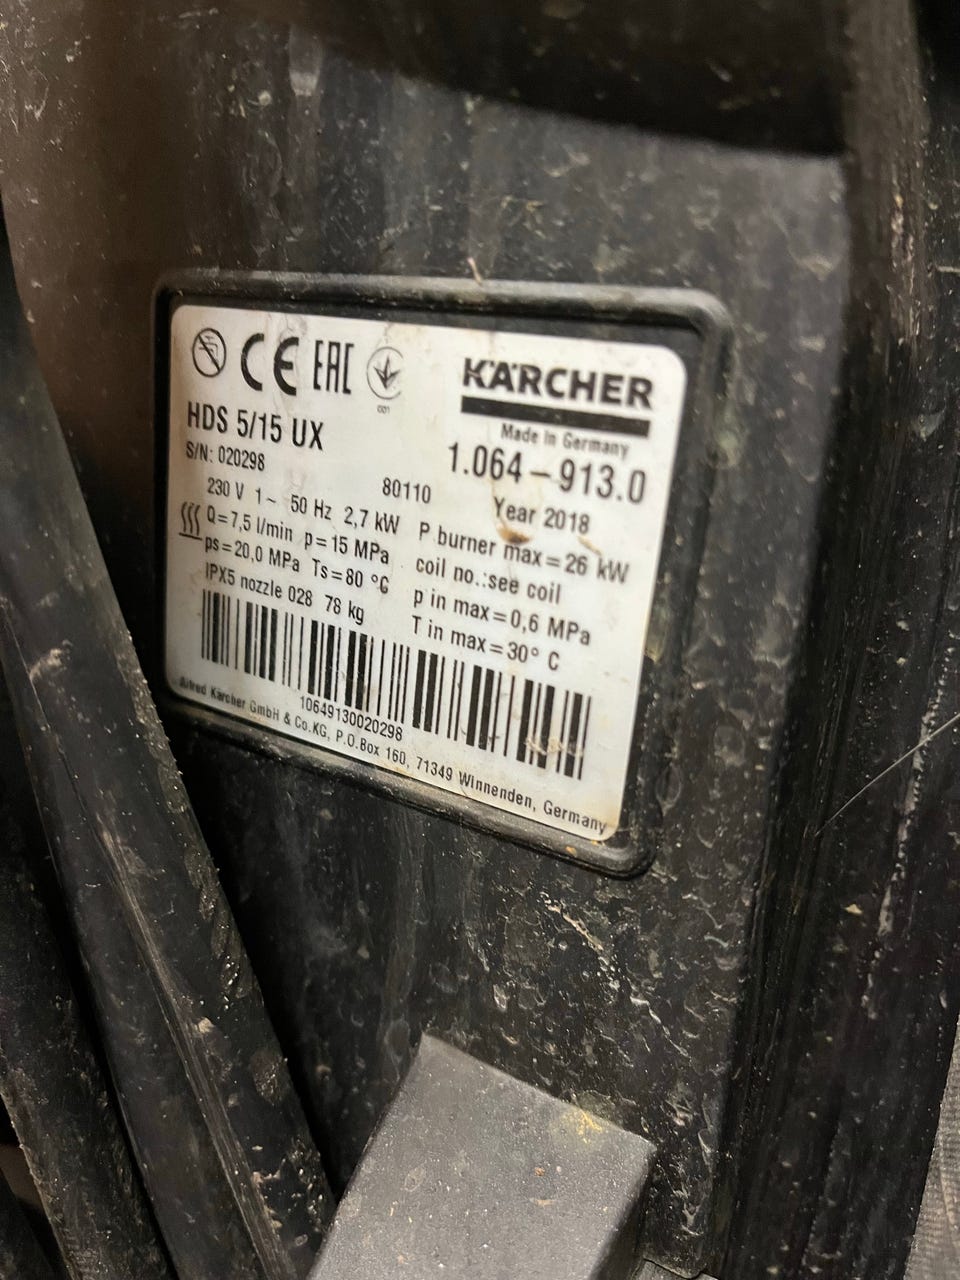 CE EAC
001
KÄRCHER
Made in Germany
HDS 5/15 UX
1.064-913.0
S/N: 020298
80110
Year 2018
230 V 1~ 50 Hz 2,7 kW
P burner max=26 kW
Q=7,5 l/min p=15 MPa
coil no.:see coil
ps=20,0 MPa Ts=80 °C
p in max=0,6 MPa
IPX5 nozzle 028 78 kg
T in max=30° C
10649130020298
Alfred Kärcher GmbH & Co.KG, P.O.Box 160, 71349 Winnenden, Germany